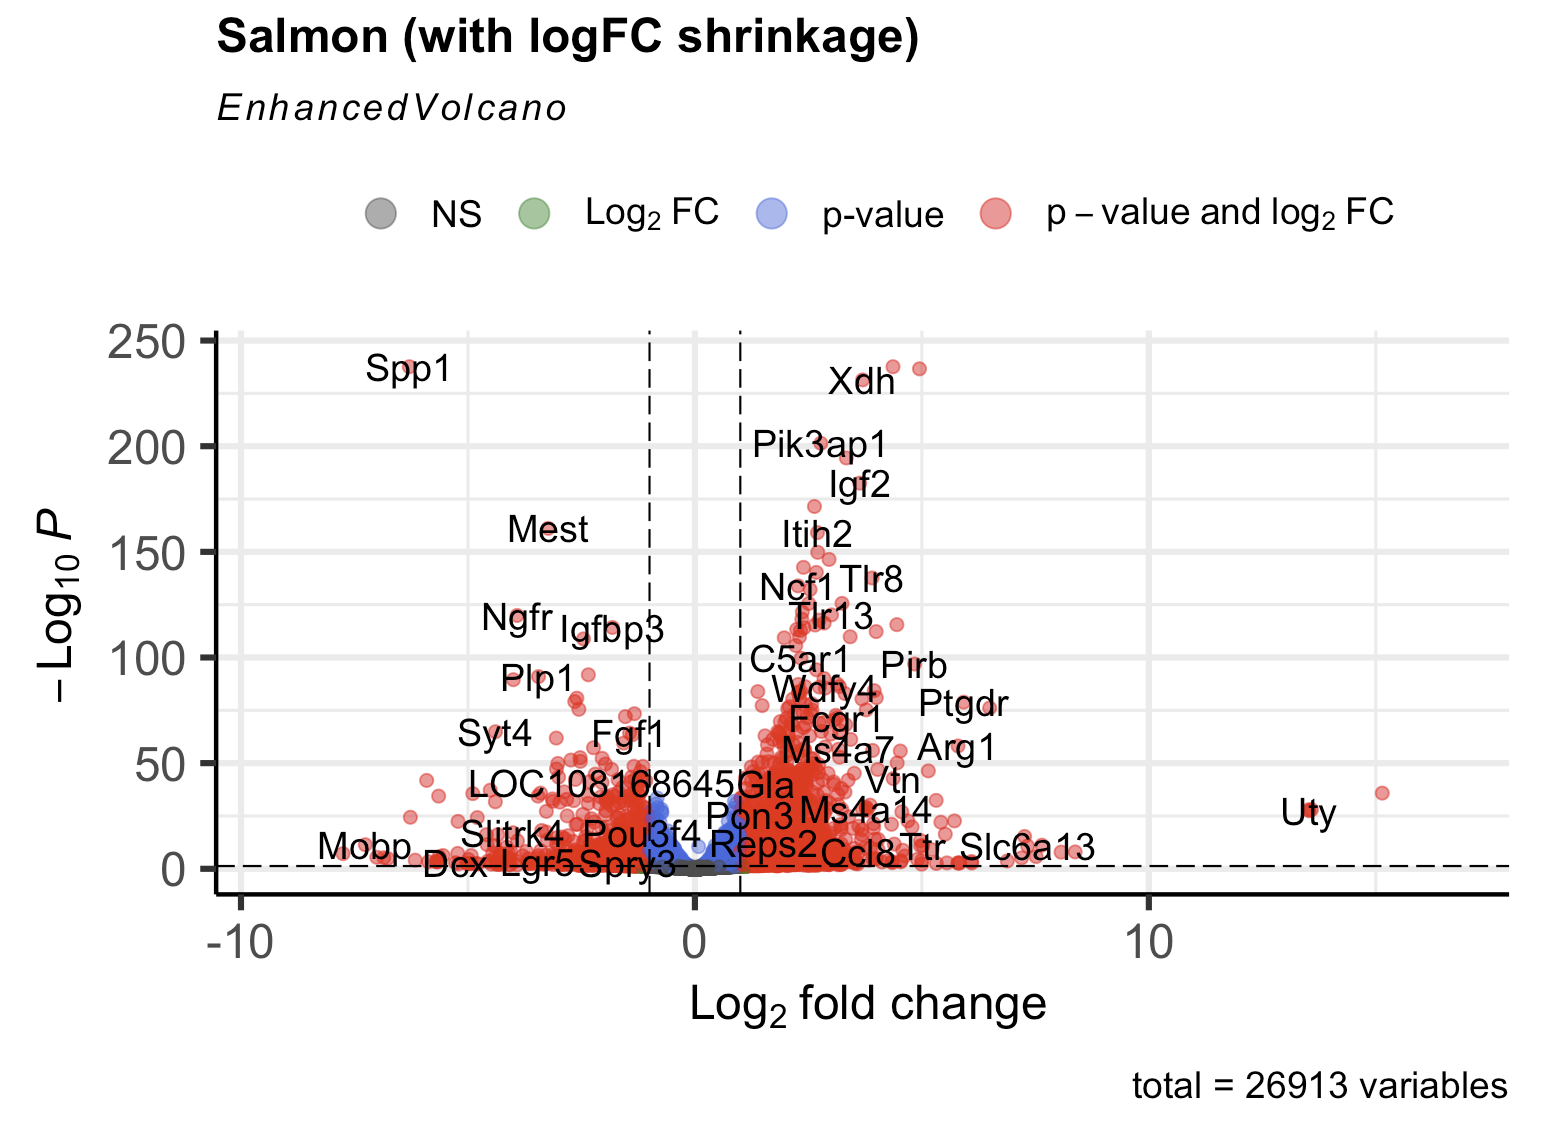 Salmon (with logFC shrinkage)
EnhancedVolcano
NS Log₂ FC p-value p – value and log₂ FC
250
200
150
100
50
0
–Log₁₀ P
Spp1
Xdh
Pik3ap1
Igf2
Mest
Itih2
Ncf1 Tlr8
Ngfr Igfbp3 Tlr13
Plp1 C5ar1 Pirb
Wdfy4 Ptgdr
Syt4 Fgf1 Fcgr1
Ms4a7 Arg1
LOC108168645 Gla Vtn
Pon3 Ms4a14 Uty
Slitrk4 Pou3f4
Mobp Reps2 Ccl8 Ttr Slc6a13
Dcx Lgr5 Spry3
-10 0 10
Log₂ fold change
total = 26913 variables